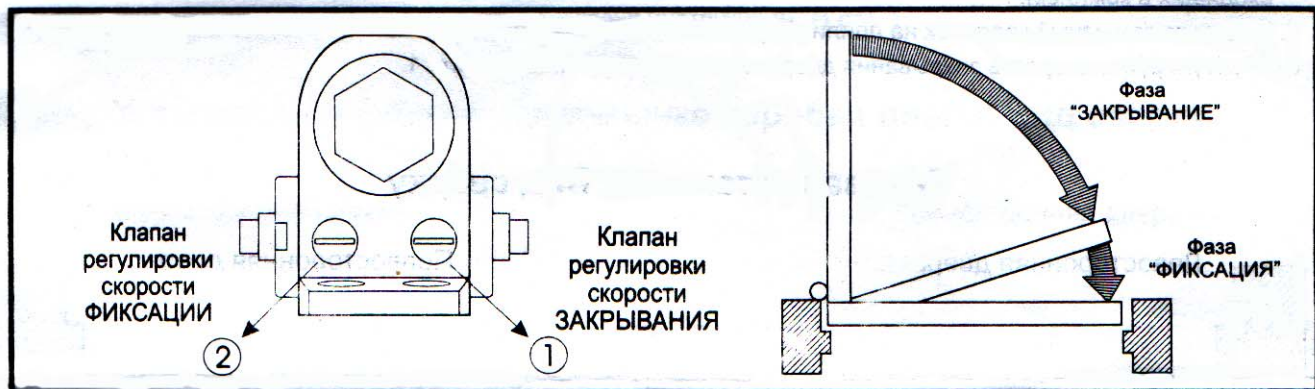 Клапан
регулировки
скорости
ФИКСАЦИИ
2
Клапан
регулировки
скорости
ЗАКРЫВАНИЯ
1
Фаза
“ЗАКРЫВАНИЕ”
Фаза
“ФИКСАЦИЯ”